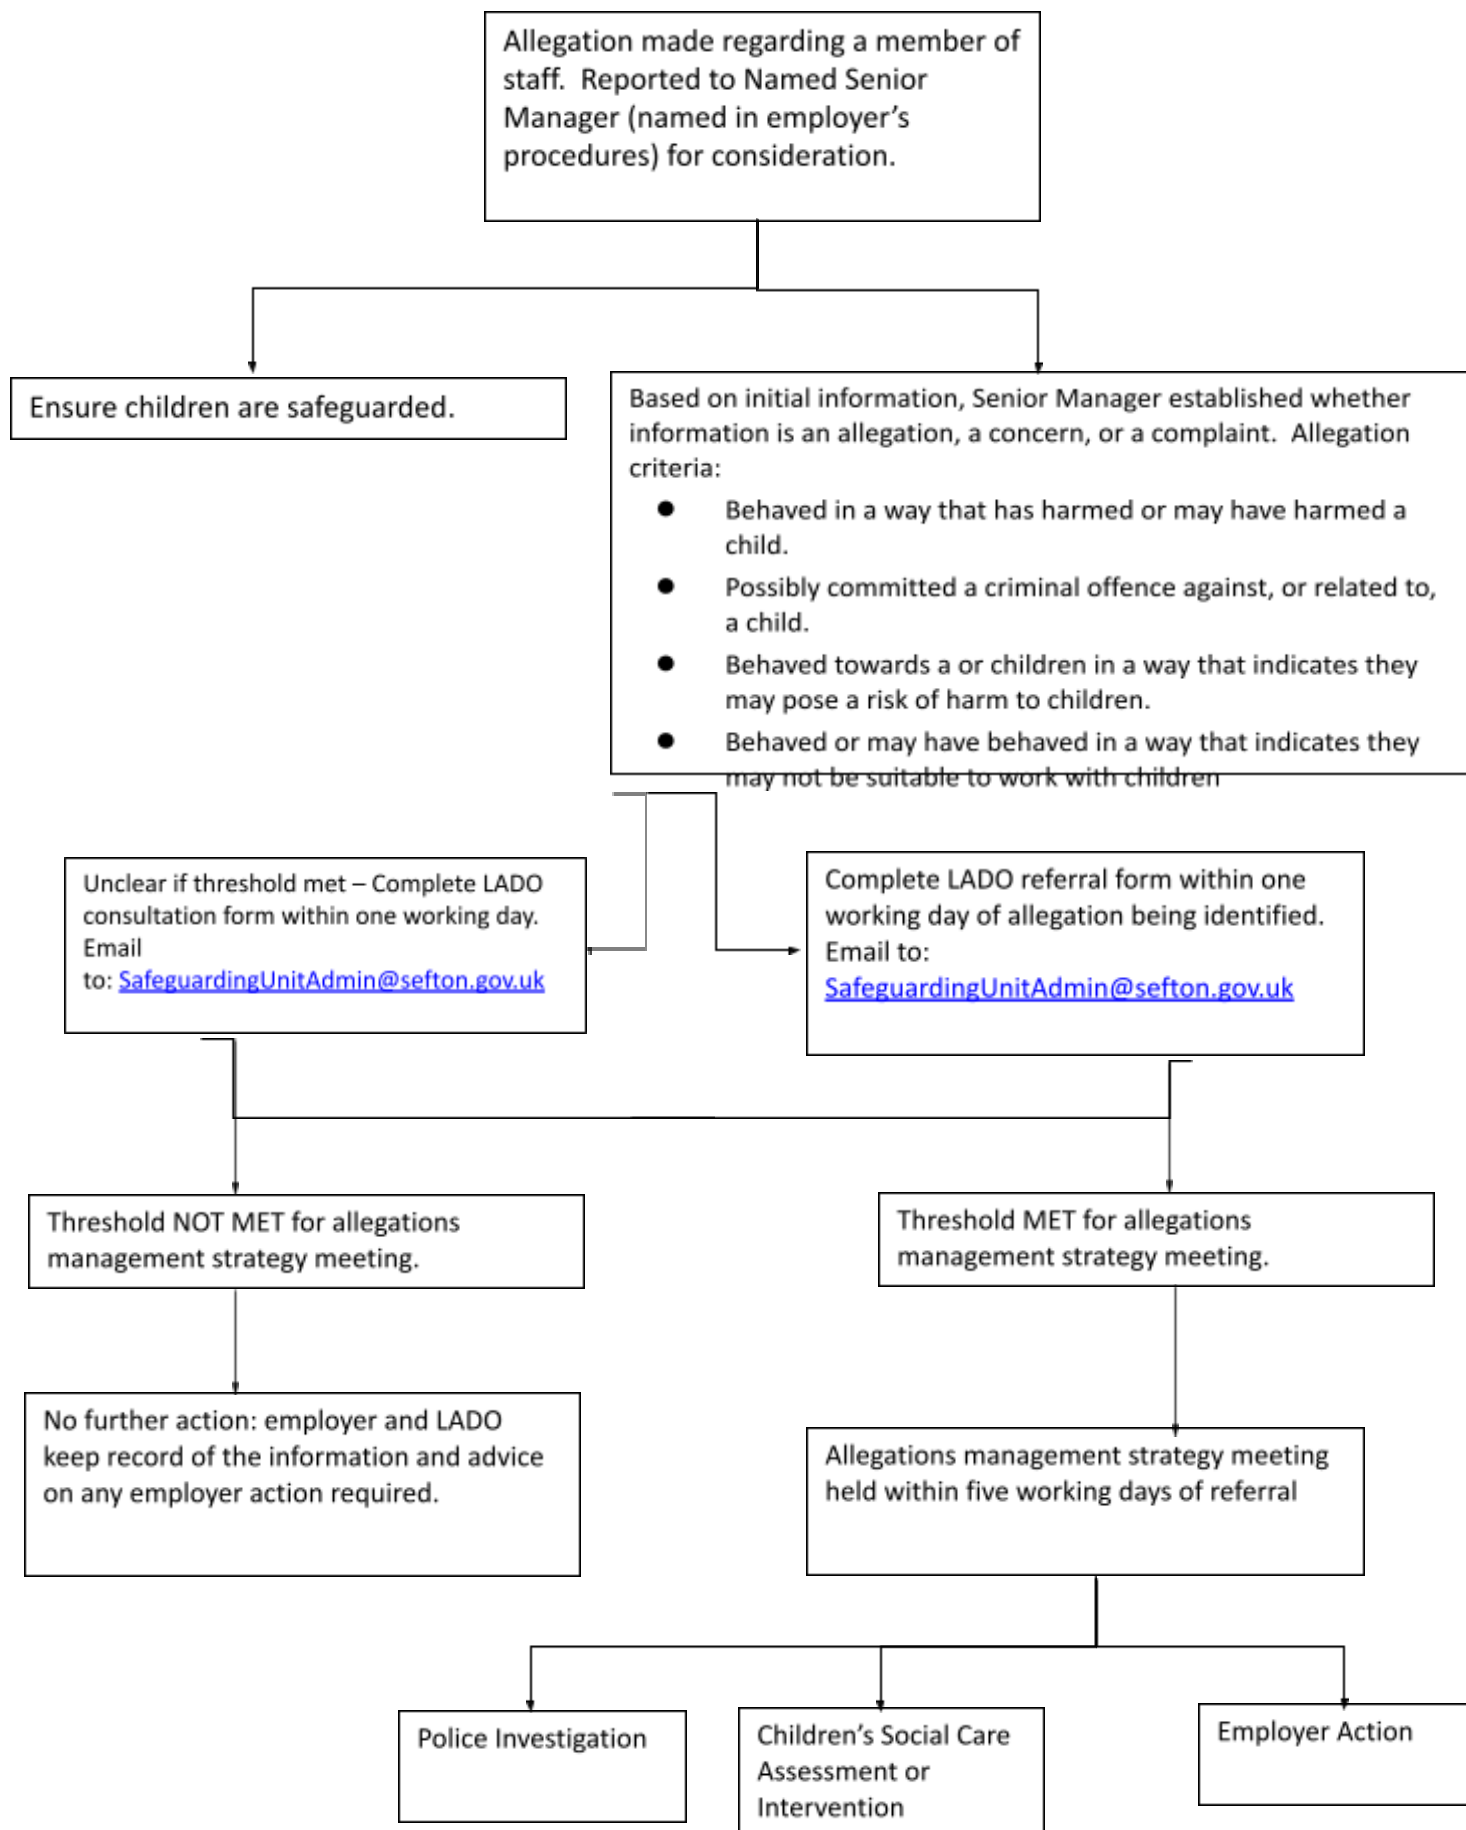 Allegation made regarding a member of
staff.  Reported to Named Senior
Manager (named in employer’s
procedures) for consideration.
Ensure children are safeguarded.
Based on initial information, Senior Manager established whether
information is an allegation, a concern, or a complaint.  Allegation
criteria:
● Behaved in a way that has harmed or may have harmed a
child.
● Possibly committed a criminal offence against, or related to,
a child.
● Behaved towards a or children in a way that indicates they
may pose a risk of harm to children.
● Behaved or may have behaved in a way that indicates they
may not be suitable to work with children
Unclear if threshold met – Complete LADO
consultation form within one working day.
Email
to: SafeguardingUnitAdmin@sefton.gov.uk
Complete LADO referral form within one
working day of allegation being identified.
Email to:
SafeguardingUnitAdmin@sefton.gov.uk
Threshold NOT MET for allegations
management strategy meeting.
Threshold MET for allegations
management strategy meeting.
No further action: employer and LADO
keep record of the information and advice
on any employer action required.
Allegations management strategy meeting
held within five working days of referral
Police Investigation
Children’s Social Care
Assessment or
Intervention
Employer Action